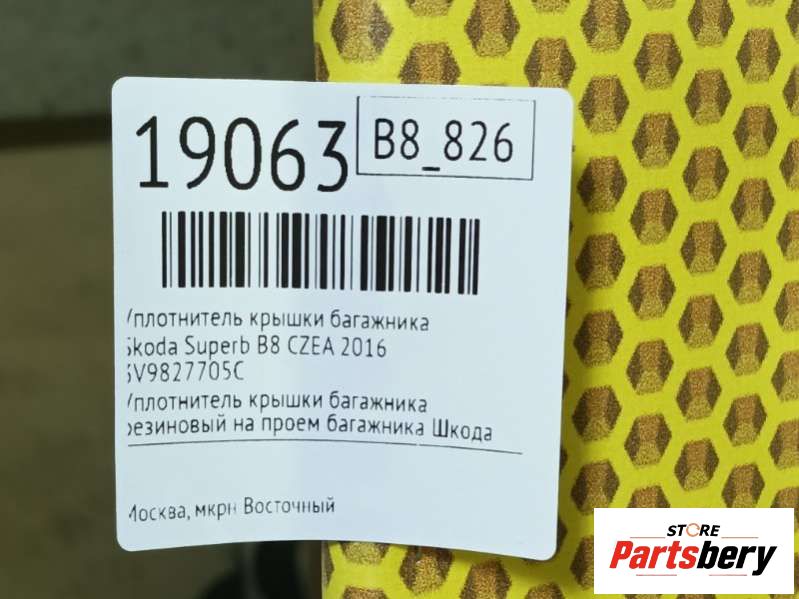 19063
B8_826
Уплотнитель крышки багажника
Skoda Superb B8 CZEA 2016
5V9827705C
Уплотнитель крышки багажника
резиновый на проем багажника Шкода
Москва, мкрн Восточный
STORE
Partsbery